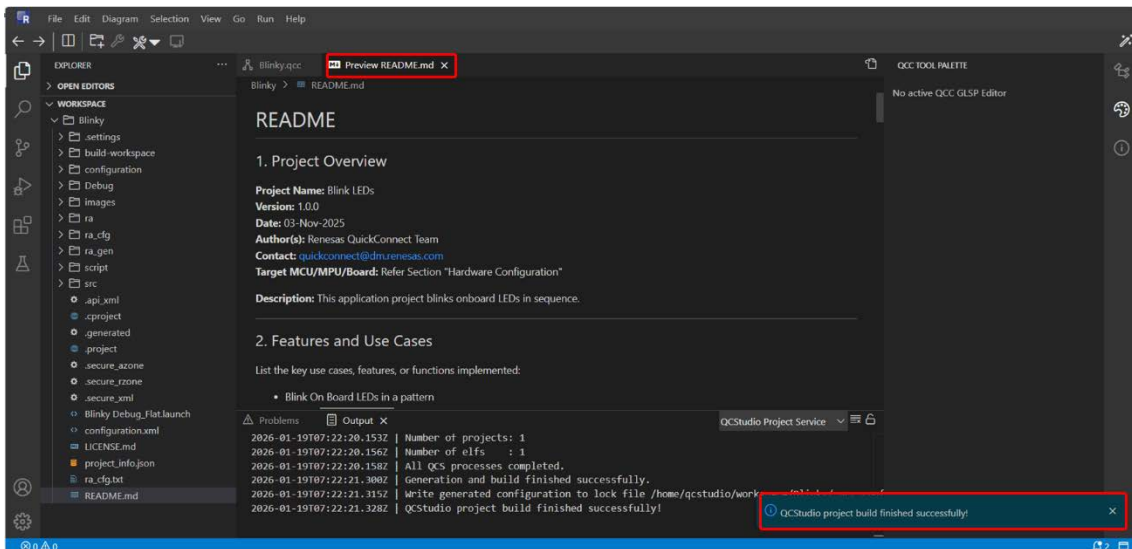 File Edit Diagram Selection View Go Run Help
EXPLORER
OPEN EDITORS
WORKSPACE
Blinky
.settings
build-workspace
configuration
Debug
images
ra
ra_cfg
ra_gen
script
src
.api_xml
.cproject
.generated
.project
.secure_azone
.secure_rzone
.secure_xml
Blinky Debug_Flat.launch
configuration.xml
LICENSE.md
project_info.json
ra_cfg.txt
README.md
Blinky.qcc Preview README.md
Blinky > README.md
README
1. Project Overview
Project Name: Blink LEDs
Version: 1.0.0
Date: 03-Nov-2025
Author(s): Renesas QuickConnect Team
Contact: quickconnect@dm.renesas.com
Target MCU/MPU/Board: Refer Section "Hardware Configuration"
Description: This application project blinks onboard LEDs in sequence.
2. Features and Use Cases
List the key use cases, features, or functions implemented:
• Blink On Board LEDs in a pattern
Problems Output QCStudio Project Service
2026-01-19T07:22:20.153Z | Number of projects: 1
2026-01-19T07:22:20.156Z | Number of elfs : 1
2026-01-19T07:22:20.158Z | All QCS processes completed.
2026-01-19T07:22:21.300Z | Generation and build finished successfully.
2026-01-19T07:22:21.315Z | Write generated configuration to lock file /home/qcstudio/work
2026-01-19T07:22:21.328Z | QCStudio project build finished successfully!
QCC TOOL PALETTE
No active QCC GLSP Editor
QCStudio project build finished successfully!
0 0
2